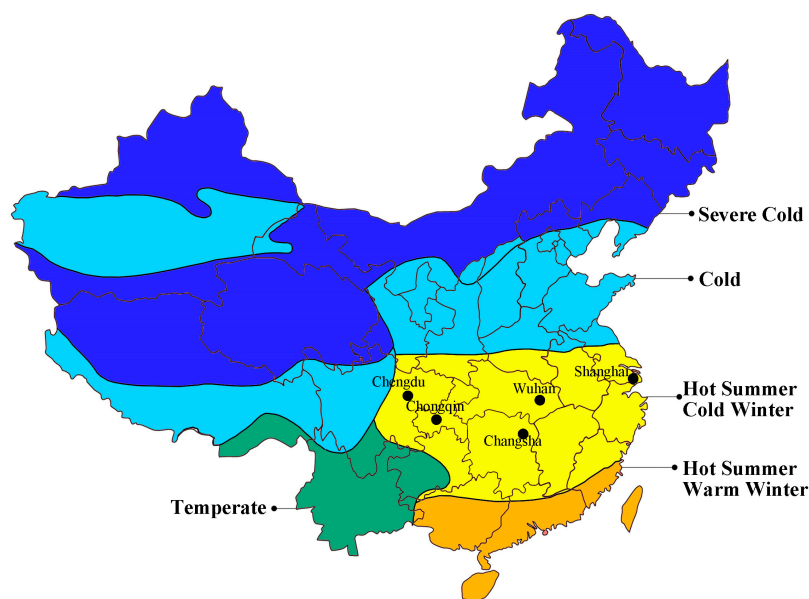 Severe Cold
Cold
Shanghai
Chengdu
Wuhan
Hot Summer
Cold Winter
Chongqin
Changsha
Hot Summer
Warm Winter
Temperate